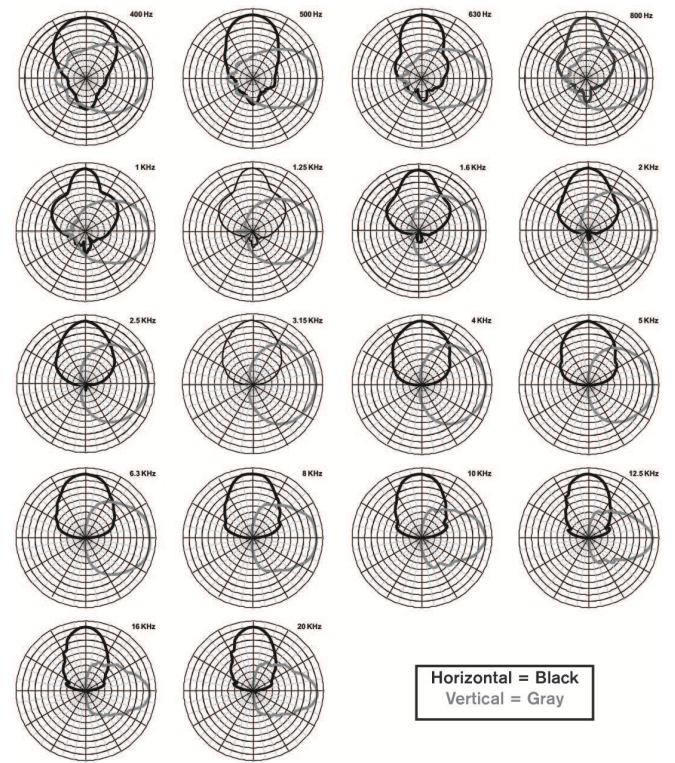 400 Hz
500 Hz
630 Hz
800 Hz
1 KHz
1.25 KHz
1.6 KHz
2 KHz
2.5 KHz
3.15 KHz
4 KHz
5 KHz
6.3 KHz
8 KHz
10 KHz
12.5 KHz
16 KHz
20 KHz
Horizontal = Black
Vertical = Gray